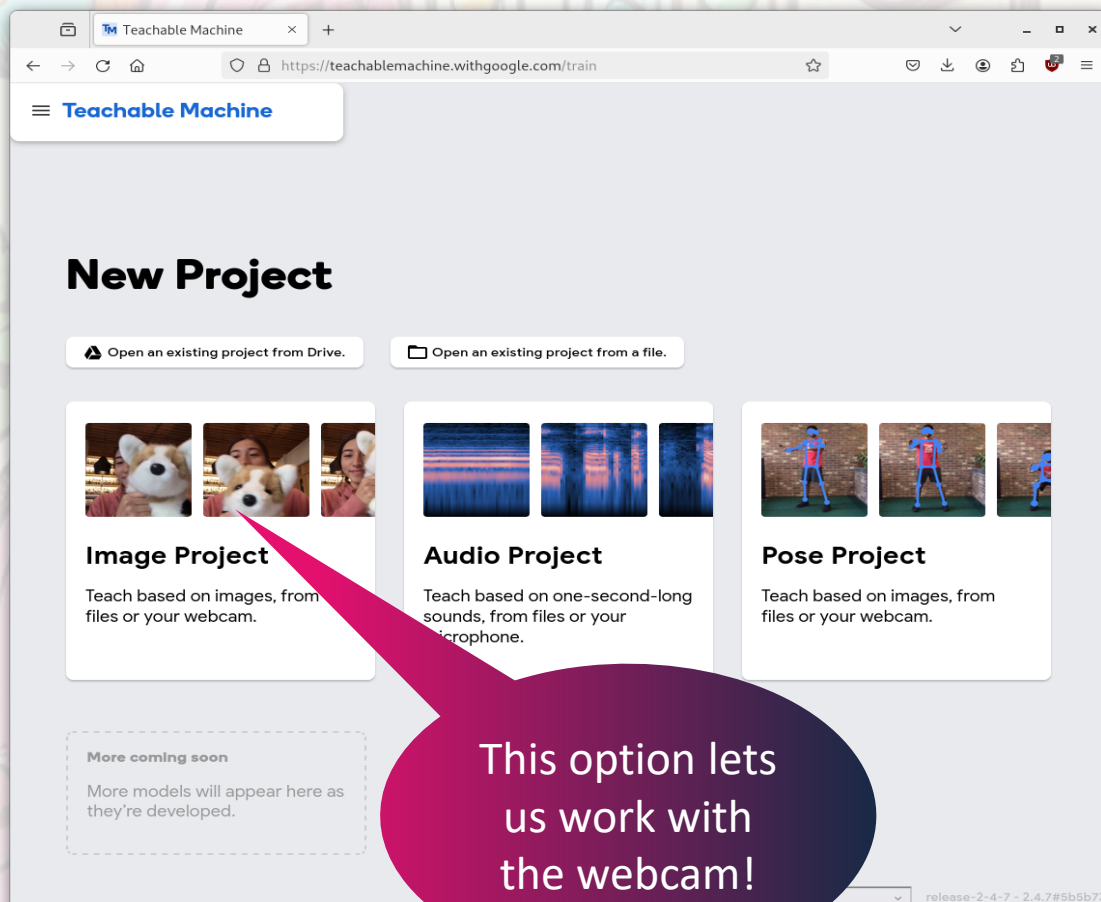 Teachable Machine
https://teachablemachine.withgoogle.com/train
2
Teachable Machine
New Project
Open an existing project from Drive.
Open an existing project from a file.
Image Project
Teach based on images, from
files or your webcam.
Audio Project
Teach based on one-second-long
sounds, from files or your
microphone.
Pose Project
Teach based on images, from
files or your webcam.
More coming soon
More models will appear here as
they're developed.
This option lets
us work with
the webcam!
release-2-4-7 - 2.4.7#5b5b7